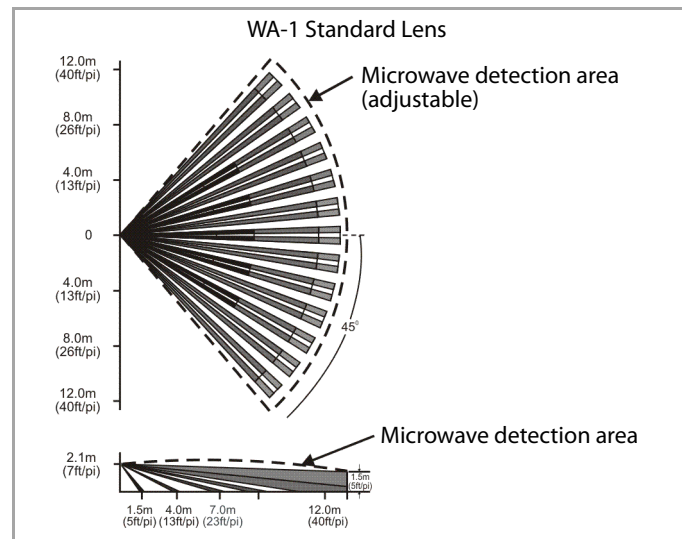 WA-1 Standard Lens
12.0m
(40ft/pi)
Microwave detection area
(adjustable)
8.0m
(26ft/pi)
4.0m
(13ft/pi)
0
4.0m
(13ft/pi)
45°
8.0m
(26ft/pi)
12.0m
(40ft/pi)
Microwave detection area
2.1m
(7ft/pi)
1.5m
(5ft/pi)
1.5m 4.0m 7.0m 12.0m
(5ft/pi) (13ft/pi) (23ft/pi) (40ft/pi)